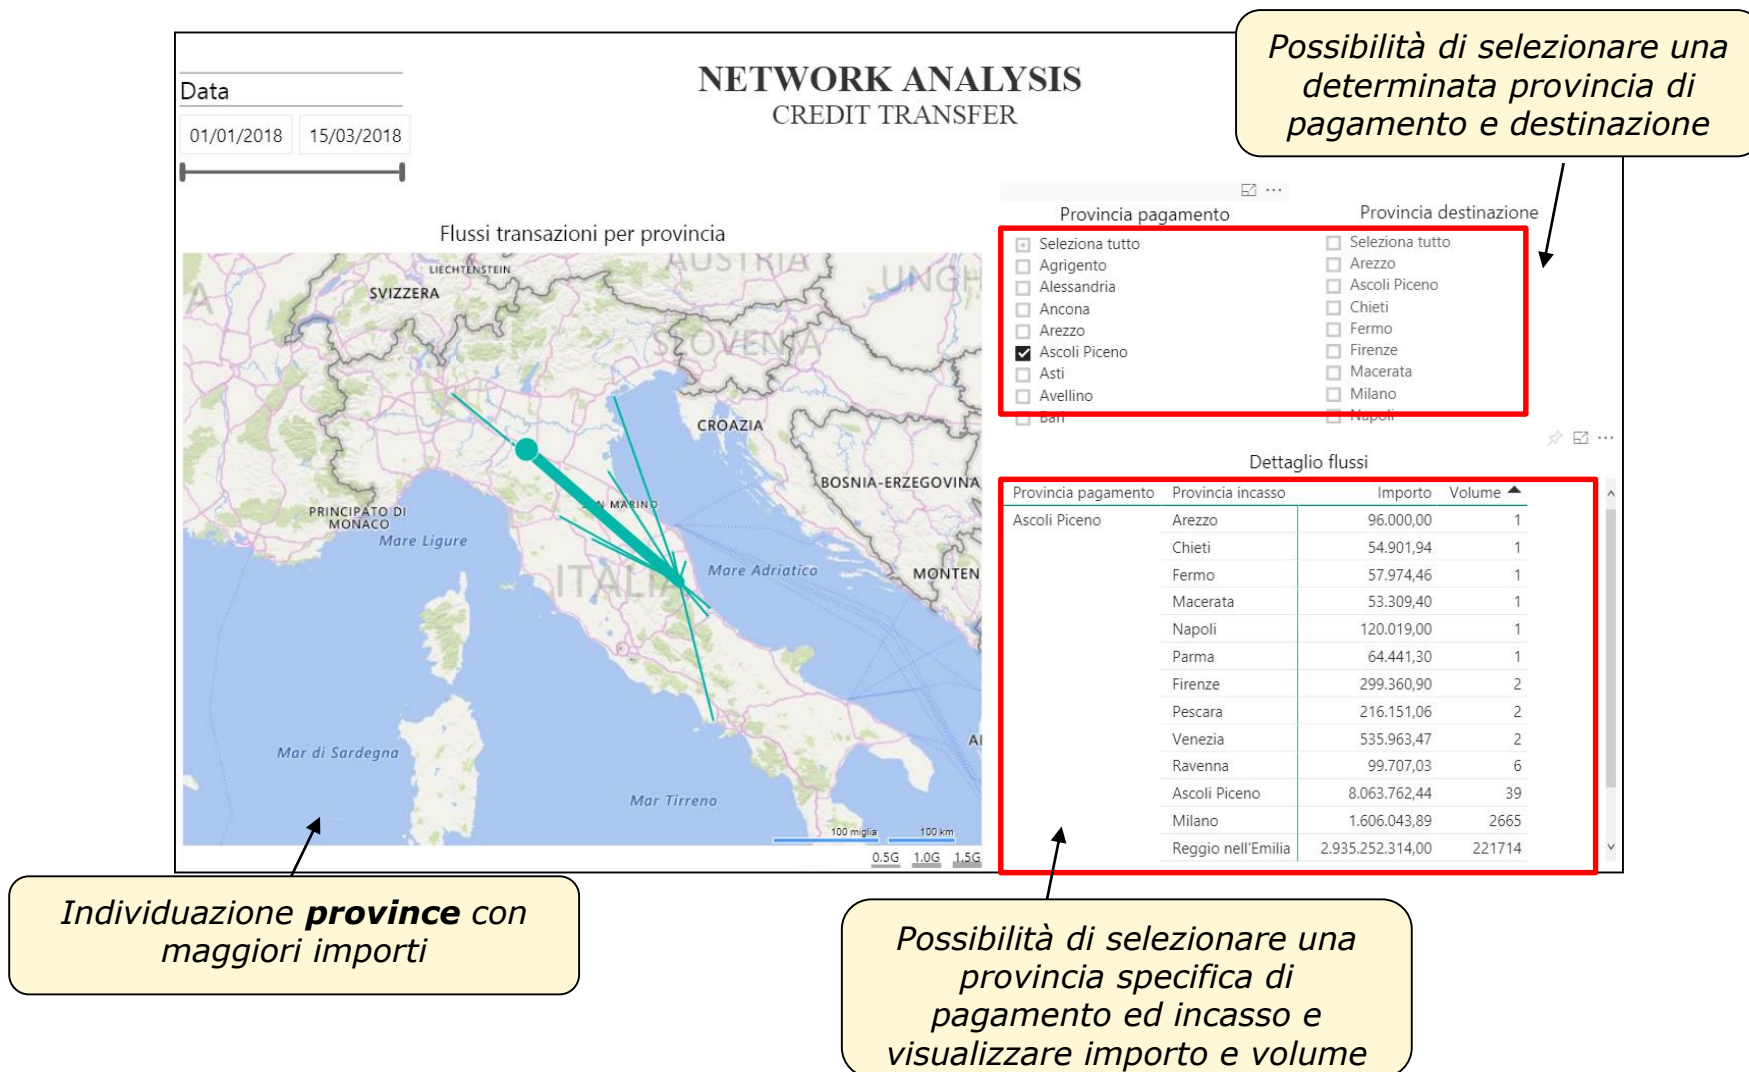 Possibilità di selezionare una
determinata provincia di
pagamento e destinazione
NETWORK ANALYSIS
CREDIT TRANSFER
Data
01/01/2018 15/03/2018
Flussi transazioni per provincia
Provincia pagamento
Seleziona tutto
Agrigento
Alessandria
Ancona
Arezzo
Ascoli Piceno
Asti
Avellino
Bari
Provincia destinazione
Seleziona tutto
Arezzo
Ascoli Piceno
Chieti
Fermo
Firenze
Macerata
Milano
Napoli
LIECHTENSTEIN
AUSTRIA
UNGH
SVIZZERA
A
SLOVENIA
CROAZIA
BOSNIA-ERZEGOVINA
SAN MARINO
PRINCIPATO DI
MONACO
Mare Ligure
ITALIA
Mare Adriatico
MONTEN
Mar di Sardegna
AL
Mar Tirreno
100 miglia 100 km
0.5G 1.0G 1.5G
Dettaglio flussi
Provincia pagamento Provincia incasso Importo Volume
Ascoli Piceno Arezzo 96.000,00 1
Chieti 54.901,94 1
Fermo 57.974,46 1
Macerata 53.309,40 1
Napoli 120.019,00 1
Parma 64.441,30 1
Firenze 299.360,90 2
Pescara 216.151,06 2
Venezia 535.963,47 2
Ravenna 99.707,03 6
Ascoli Piceno 8.063.762,44 39
Milano 1.606.043,89 2665
Reggio nell'Emilia 2.935.252.314,00 221714
Individuazione province con
maggiori importi
Possibilità di selezionare una
provincia specifica di
pagamento ed incasso e
visualizzare importo e volume